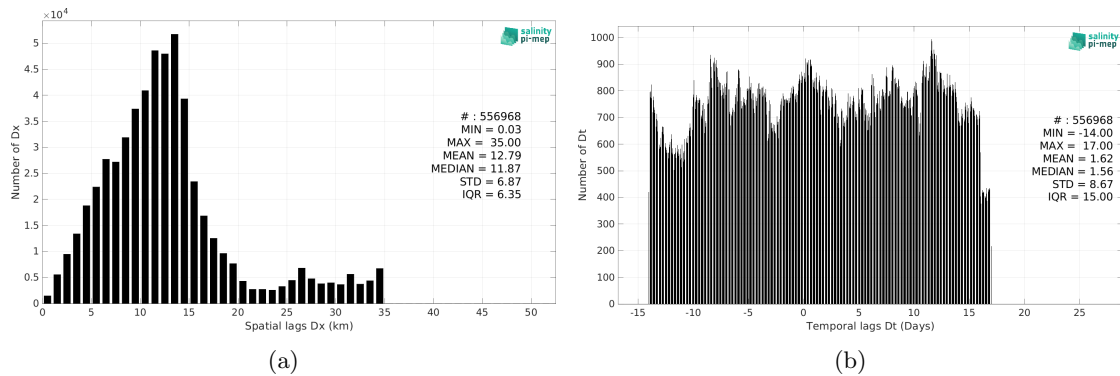 ×10⁴
5
4.5
4
3.5
3
2.5
2
1.5
1
0.5
0
Number of Dx
0 5 10 15 20 25 30 35 40 45 50
Spatial lags Dx (km)
salinity
pi-mep
# : 556968
MIN = 0.03
MAX = 35.00
MEAN = 12.79
MEDIAN = 11.87
STD = 6.87
IQR = 6.35
(a)
1000
900
800
700
600
500
400
300
200
100
0
Number of Dt
-15 -10 -5 0 5 10 15 20 25
Temporal lags Dt (Days)
salinity
pi-mep
# : 556968
MIN = -14.00
MAX = 17.00
MEAN = 1.62
MEDIAN = 1.56
STD = 8.67
IQR = 15.00
(b)